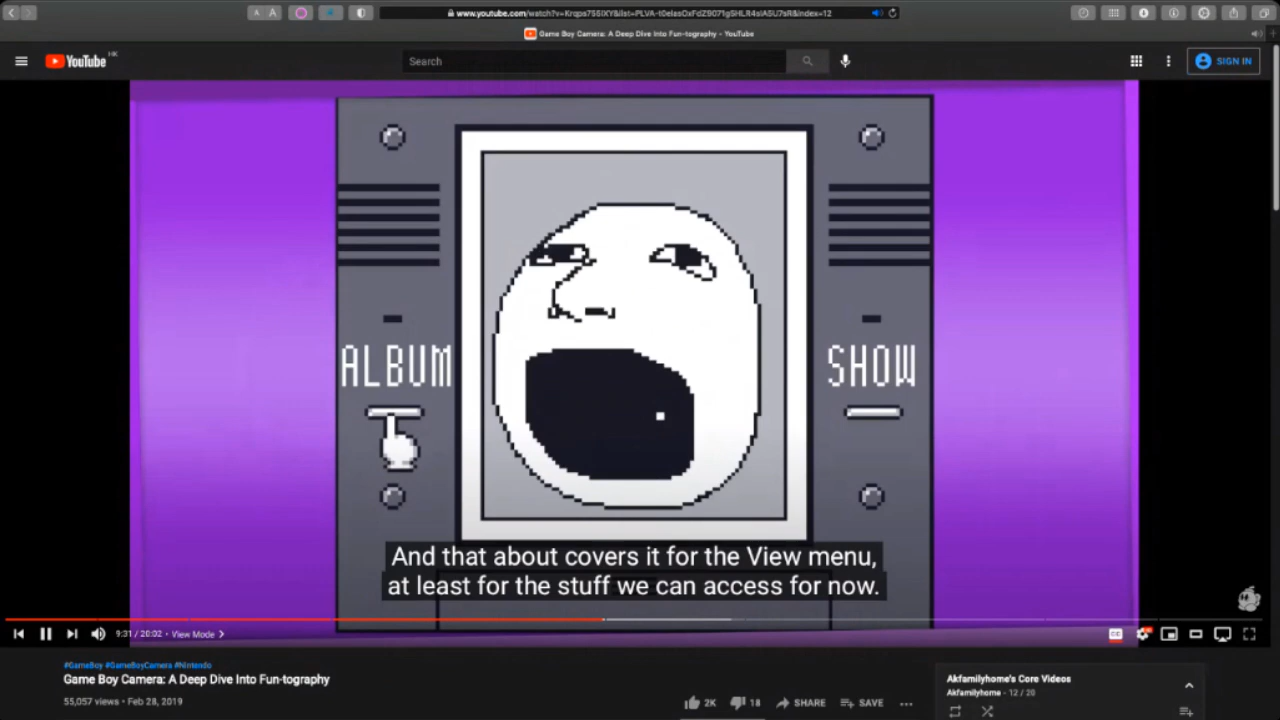 A A
www.youtube.com/watch?v=
Game Boy Camera: A Deep Dive Into Fun-tography - YouTube
YouTube HK
Search
SIGN IN
ALBUM
SHOW
And that about covers it for the View menu,
at least for the stuff we can access for now.
9:31 / 20:02 • View Mode >
CC
#GameBoy #GameBoyCamera #Nintendo
Game Boy Camera: A Deep Dive Into Fun-tography
55,057 views • Feb 28, 2019
2K
18
SHARE
SAVE
Akfamilyhome's Core Videos
Akfamilyhome - 12 / 20